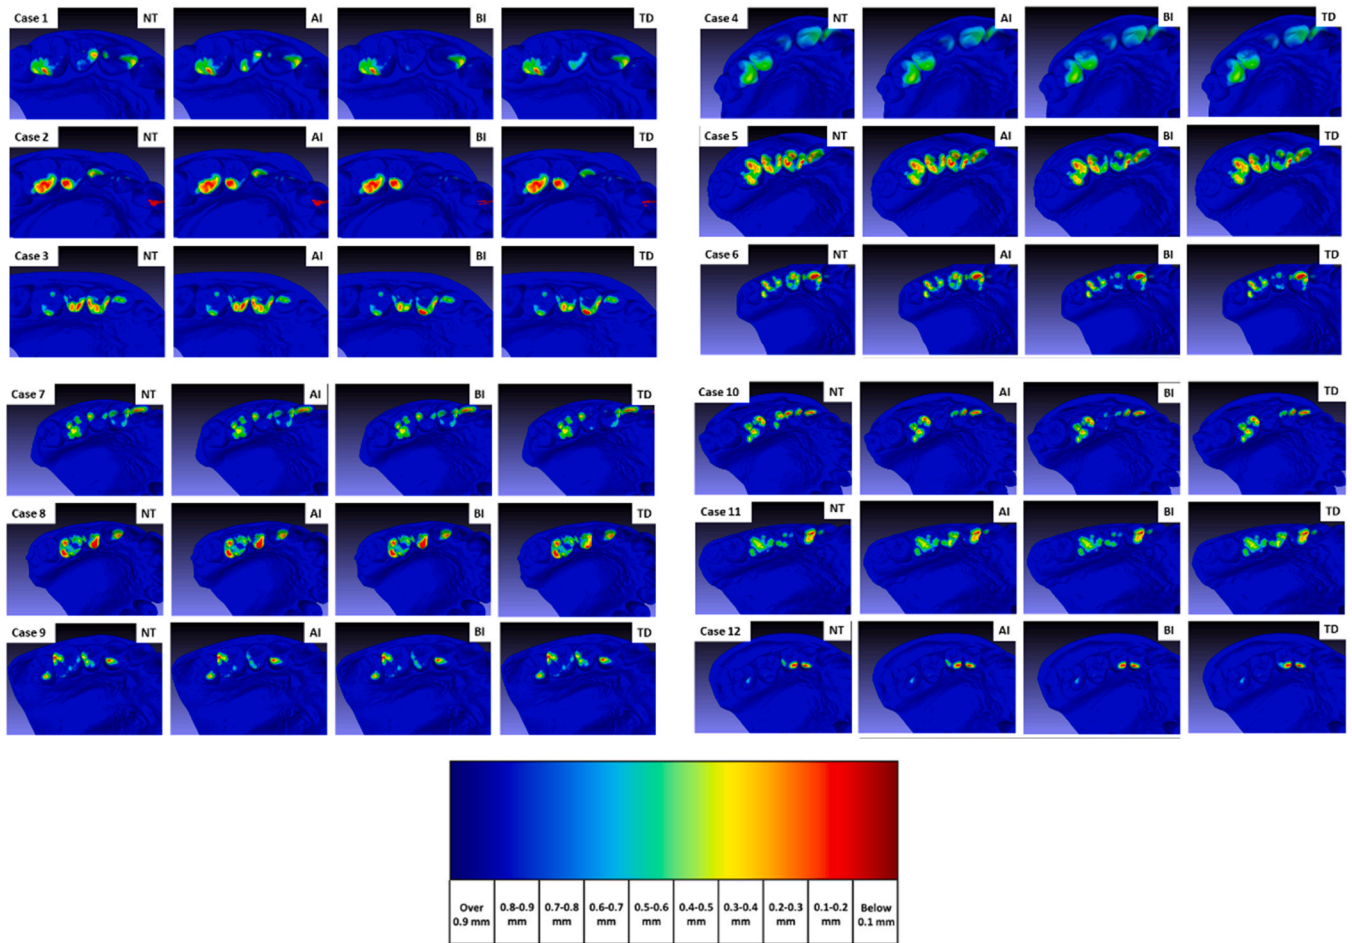 Case 1 NT AI BI TD
Case 4 NT AI BI TD
Case 2 NT AI BI TD
Case 5 NT AI BI TD
Case 3 NT AI BI TD
Case 6 NT AI BI TD
Case 7 NT AI BI TD
Case 10 NT AI BI TD
Case 8 NT AI BI TD
Case 11 NT AI BI TD
Case 9 NT AI BI TD
Case 12 NT AI BI TD
Over 0.8-0.9 0.7-0.8 0.6-0.7 0.5-0.6 0.4-0.5 0.3-0.4 0.2-0.3 0.1-0.2 Below
0.9 mm mm mm mm mm mm mm mm mm 0.1 mm